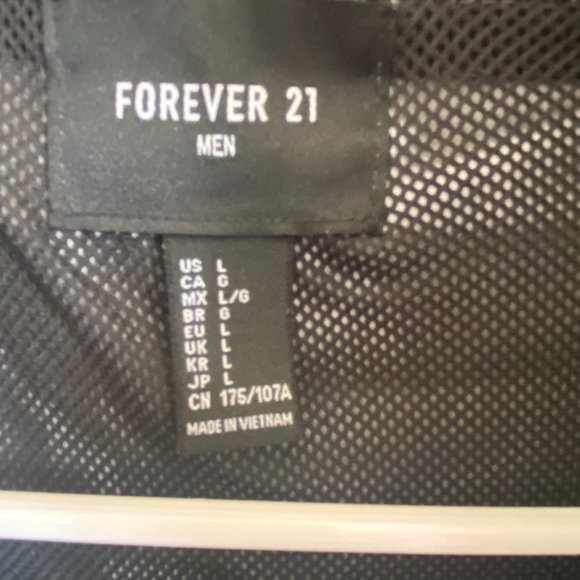 FOREVER 21
MEN
US L
CA G
MX L/G
BR G
EU L
UK L
KR L
JP L
CN 175/107A
MADE IN VIETNAM